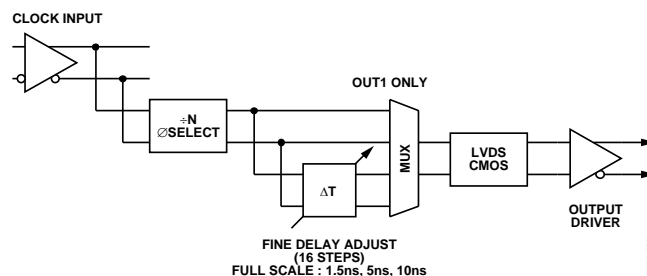 CLOCK INPUT
OUT1 ONLY
÷N
∅SELECT
MUX
LVDS
CMOS
ΔT
OUTPUT
DRIVER
FINE DELAY ADJUST
(16 STEPS)
FULL SCALE : 1.5ns, 5ns, 10ns